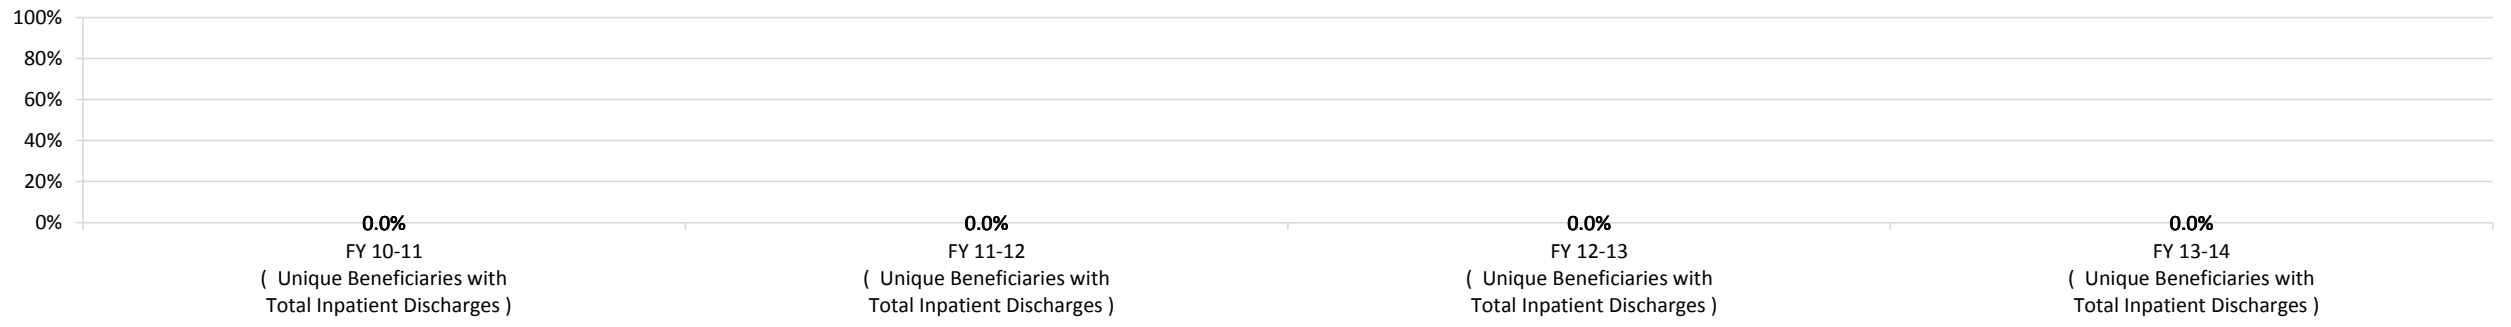 100%
80%
60%
40%
20%
0%
0.0% 0.0% 0.0% 0.0%
FY 10-11 FY 11-12 FY 12-13 FY 13-14
( Unique Beneficiaries with ( Unique Beneficiaries with ( Unique Beneficiaries with ( Unique Beneficiaries with
Total Inpatient Discharges ) Total Inpatient Discharges ) Total Inpatient Discharges ) Total Inpatient Discharges )